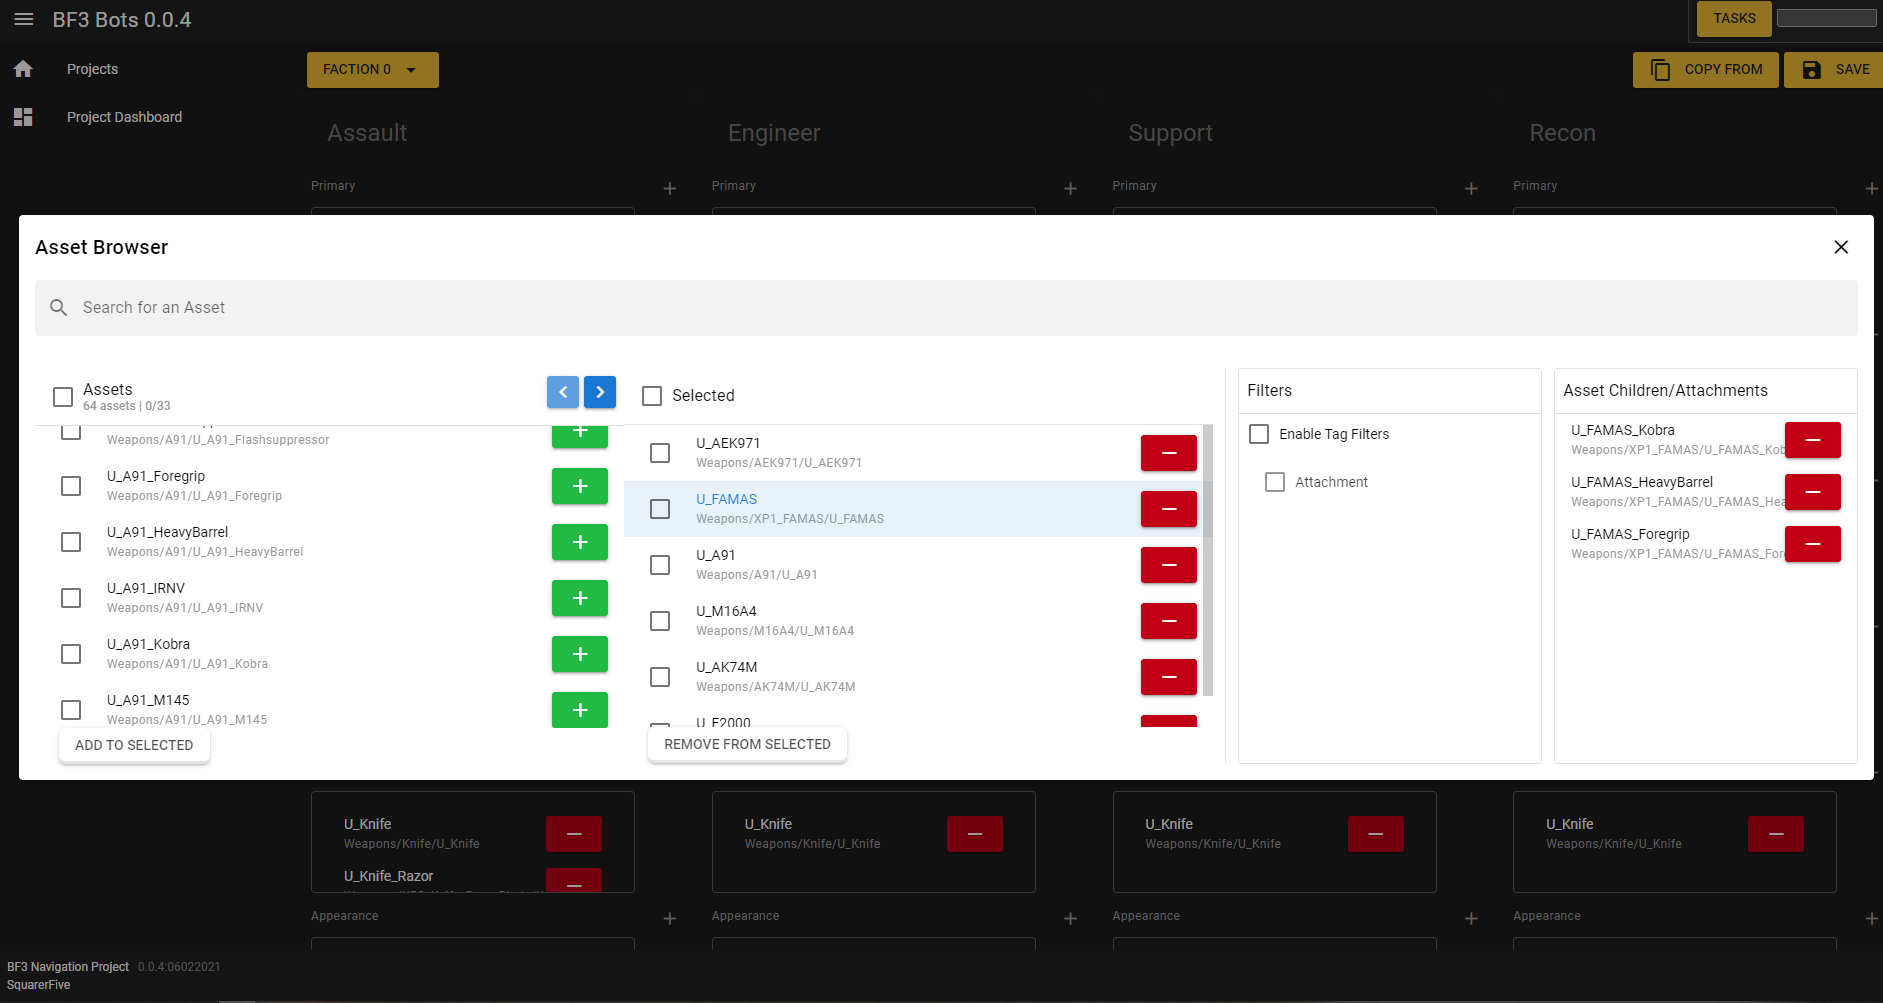 BF3 Bots 0.0.4
TASKS
Projects
FACTION 0
COPY FROM
SAVE
Project Dashboard
Assault
Engineer
Support
Recon
Primary
Primary
Primary
Primary
Asset Browser
Search for an Asset
Assets
64 assets | 0/33
Weapons/A91/U_A91_Flashsuppressor
U_A91_Foregrip
Weapons/A91/U_A91_Foregrip
U_A91_HeavyBarrel
Weapons/A91/U_A91_HeavyBarrel
U_A91_IRNV
Weapons/A91/U_A91_IRNV
U_A91_Kobra
Weapons/A91/U_A91_Kobra
U_A91_M145
Weapons/A91/U_A91_M145
ADD TO SELECTED
Selected
U_AEK971
Weapons/AEK971/U_AEK971
U_FAMAS
Weapons/XP1_FAMAS/U_FAMAS
U_A91
Weapons/A91/U_A91
U_M16A4
Weapons/M16A4/U_M16A4
U_AK74M
Weapons/AK74M/U_AK74M
U_F2000
REMOVE FROM SELECTED
Filters
Enable Tag Filters
Attachment
Asset Children/Attachments
U_FAMAS_Kobra
Weapons/XP1_FAMAS/U_FAMAS_Kob
U_FAMAS_HeavyBarrel
Weapons/XP1_FAMAS/U_FAMAS_Hea
U_FAMAS_Foregrip
Weapons/XP1_FAMAS/U_FAMAS_For
U_Knife
Weapons/Knife/U_Knife
U_Knife_Razor
U_Knife
Weapons/Knife/U_Knife
U_Knife
Weapons/Knife/U_Knife
U_Knife
Weapons/Knife/U_Knife
Appearance
Appearance
Appearance
Appearance
BF3 Navigation Project 0.0.4:06022021
SquarerFive